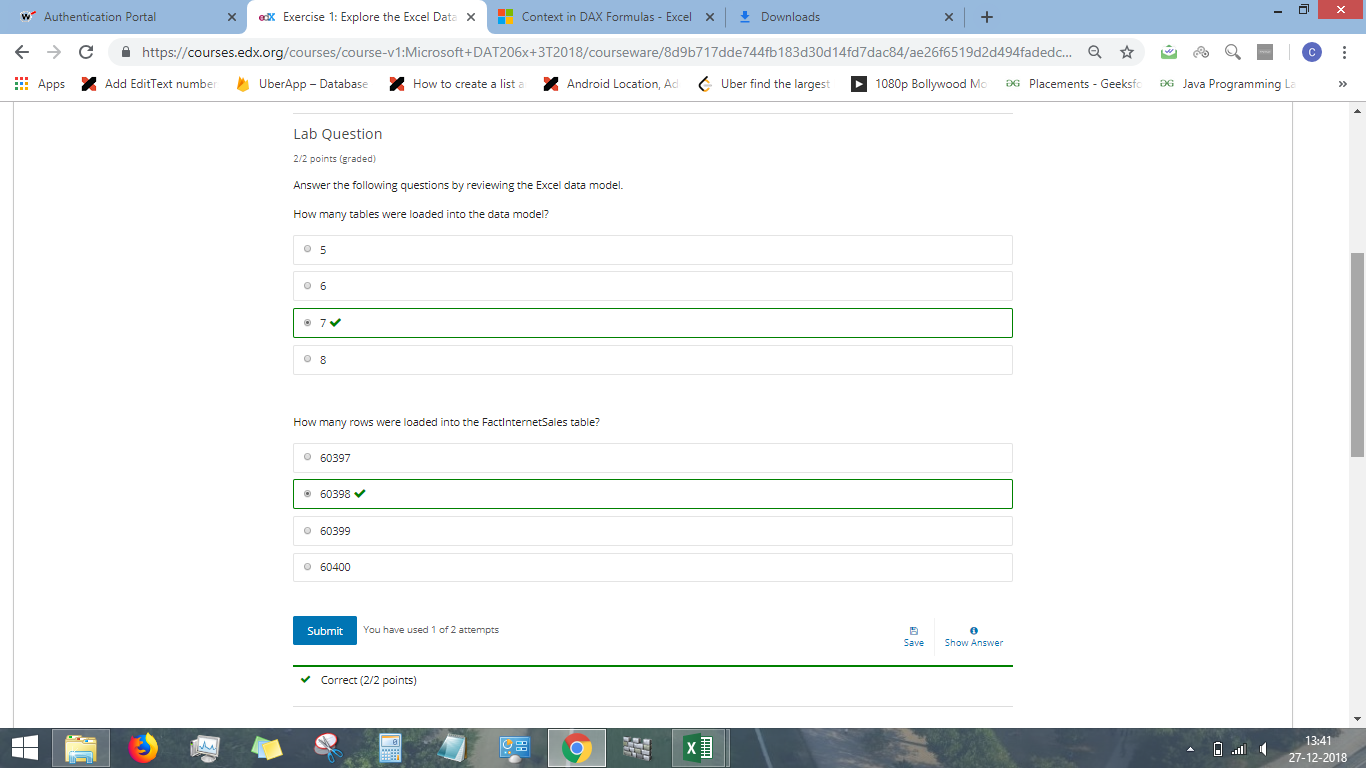 Authentication Portal
edX Exercise 1: Explore the Excel Data
Context in DAX Formulas - Excel
Downloads
https://courses.edx.org/courses/course-v1:Microsoft+DAT206x+3T2018/courseware/8d9b717dde744fb183d30d14fd7dac84/ae26f6519d2d494fadedc...
C
Apps
Add EditText number
UberApp – Database
How to create a list a
Android Location, Ad
Uber find the largest
1080p Bollywood Mo
Placements - Geeksfo
Java Programming La
»
Lab Question
2/2 points (graded)
Answer the following questions by reviewing the Excel data model.
How many tables were loaded into the data model?
5
6
7
8
How many rows were loaded into the FactInternetSales table?
60397
60398
60399
60400
Submit
You have used 1 of 2 attempts
Save
Show Answer
Correct (2/2 points)
13:41
27-12-2018